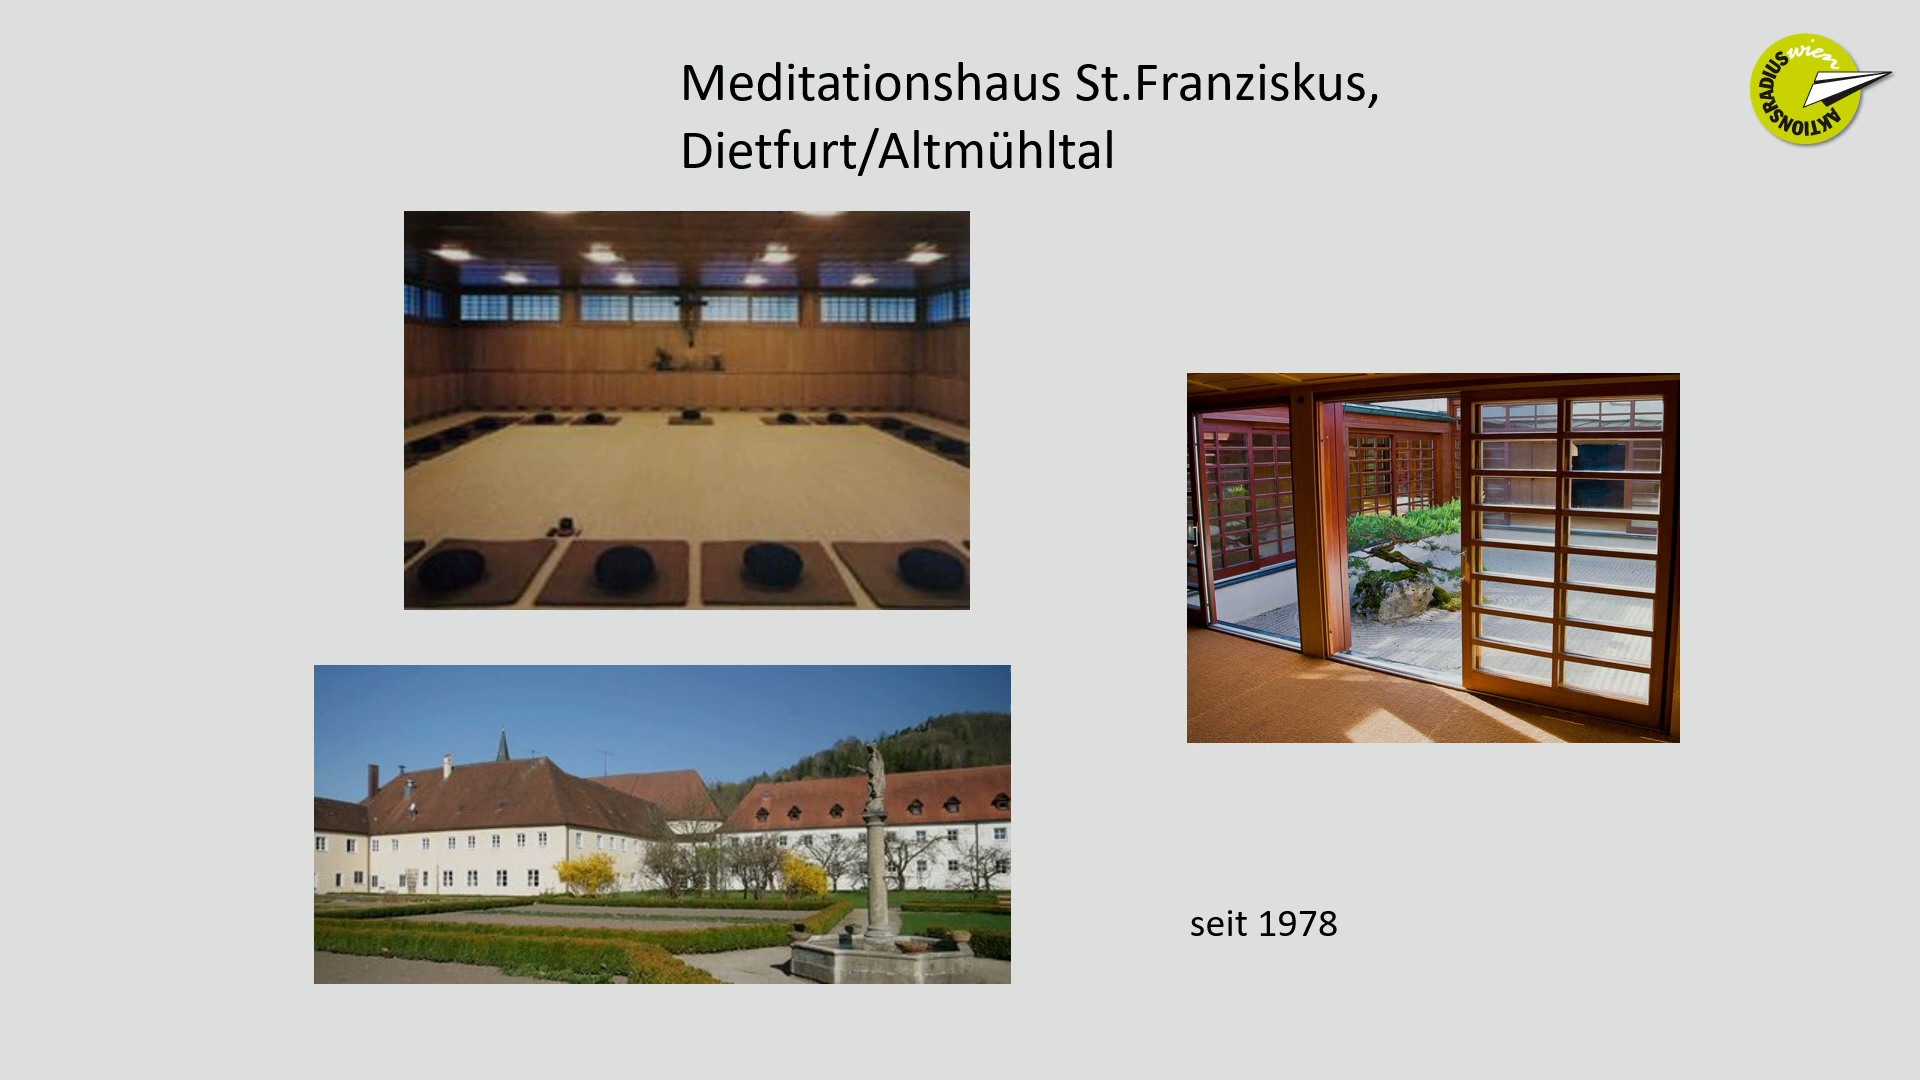 Meditationshaus St.Franziskus,
Dietfurt/Altmühltal
AKTIONSRADIUS wien
seit 1978